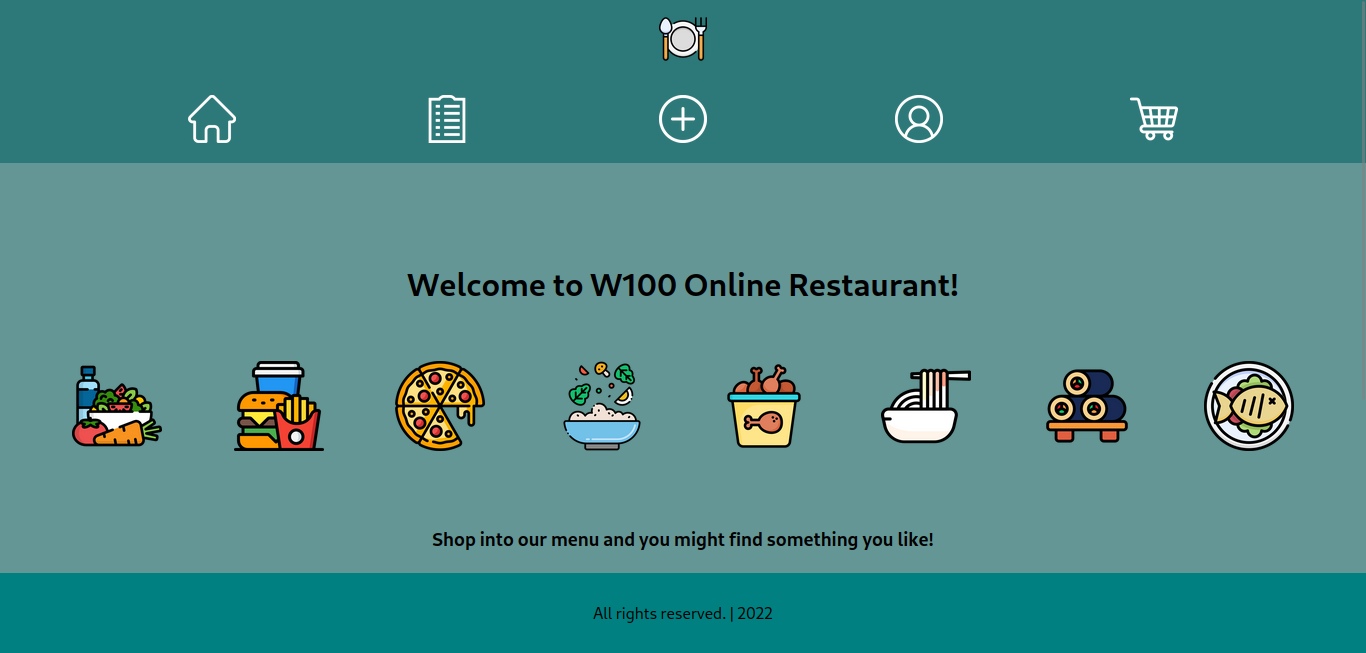 Welcome to W100 Online Restaurant!
Shop into our menu and you might find something you like!
All rights reserved. | 2022